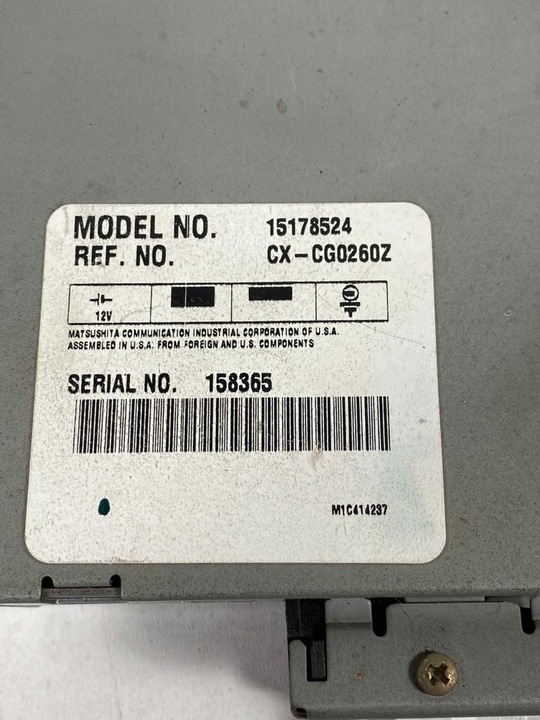 MODEL NO. 15178524
REF. NO. CX-CG0260Z
12V
MATSUSHITA COMMUNICATION INDUSTRIAL CORPORATION OF U.S.A.
ASSEMBLED IN U.S.A. FROM FOREIGN AND U.S. COMPONENTS
SERIAL NO. 158365
M1C414237